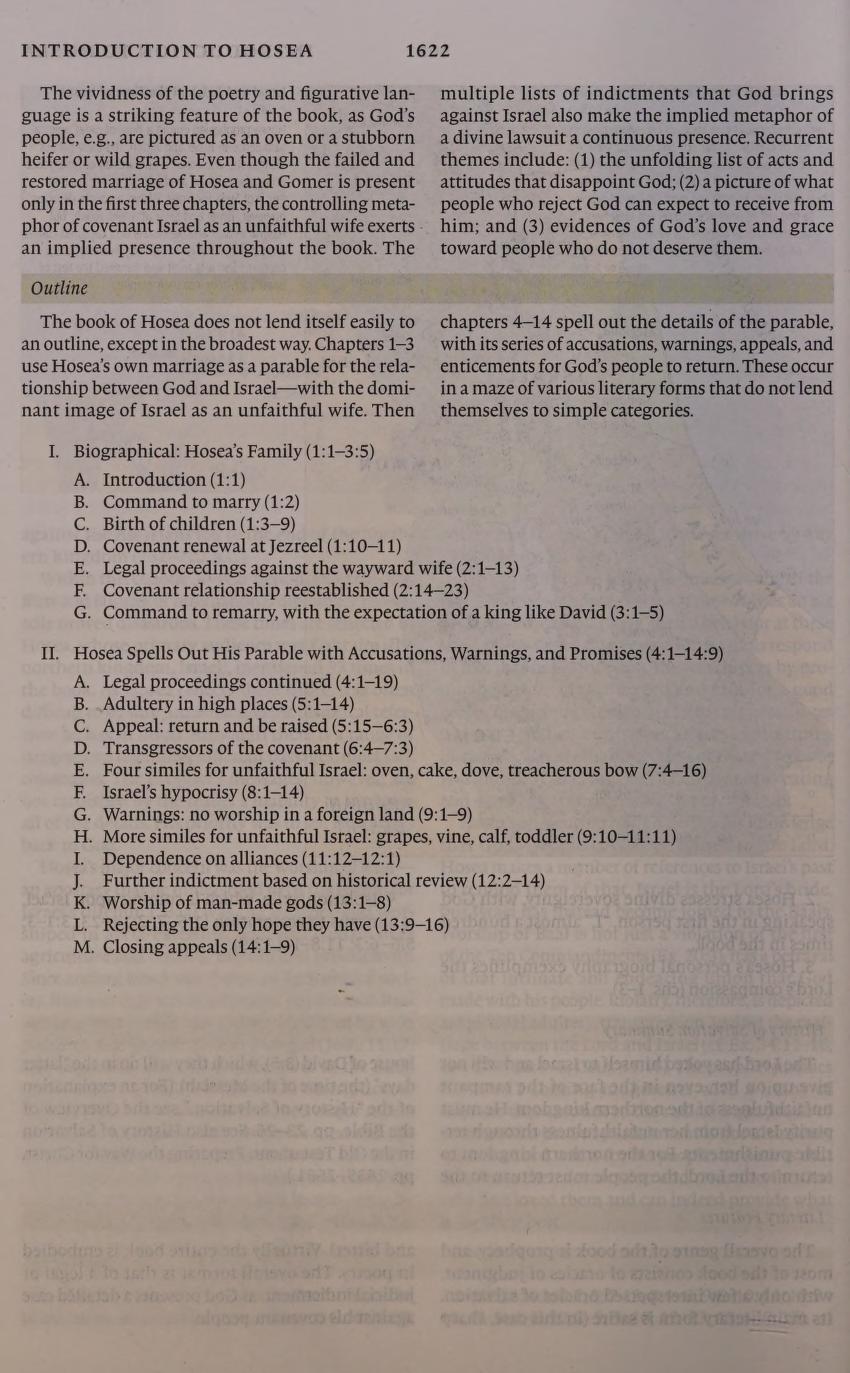 INTRODUCTION TO HOSEA 1622
The vividness of the poetry and figurative lan-
guage is a striking feature of the book, as God's
people, e.g., are pictured as an oven or a stubborn
heifer or wild grapes. Even though the failed and
restored marriage of Hosea and Gomer is present
only in the first three chapters, the controlling meta-
phor of covenant Israel as an unfaithful wife exerts
an implied presence throughout the book. The
multiple lists of indictments that God brings
against Israel also make the implied metaphor of
a divine lawsuit a continuous presence. Recurrent
themes include: (1) the unfolding list of acts and
attitudes that disappoint God; (2) a picture of what
people who reject God can expect to receive from
him; and (3) evidences of God's love and grace
toward people who do not deserve them.
Outline
The book of Hosea does not lend itself easily to
an outline, except in the broadest way. Chapters 1–3
use Hosea's own marriage as a parable for the rela-
tionship between God and Israel—with the domi-
nant image of Israel as an unfaithful wife. Then
chapters 4–14 spell out the details of the parable,
with its series of accusations, warnings, appeals, and
enticements for God's people to return. These occur
in a maze of various literary forms that do not lend
themselves to simple categories.
I. Biographical: Hosea's Family (1:1–3:5)
A. Introduction (1:1)
B. Command to marry (1:2)
C. Birth of children (1:3–9)
D. Covenant renewal at Jezreel (1:10–11)
E. Legal proceedings against the wayward wife (2:1–13)
F. Covenant relationship reestablished (2:14–23)
G. Command to remarry, with the expectation of a king like David (3:1–5)
II. Hosea Spells Out His Parable with Accusations, Warnings, and Promises (4:1–14:9)
A. Legal proceedings continued (4:1–19)
B. Adultery in high places (5:1–14)
C. Appeal: return and be raised (5:15–6:3)
D. Transgressors of the covenant (6:4–7:3)
E. Four similes for unfaithful Israel: oven, cake, dove, treacherous bow (7:4–16)
F. Israel's hypocrisy (8:1–14)
G. Warnings: no worship in a foreign land (9:1–9)
H. More similes for unfaithful Israel: grapes, vine, calf, toddler (9:10–11:11)
I. Dependence on alliances (11:12–12:1)
J. Further indictment based on historical review (12:2–14)
K. Worship of man-made gods (13:1–8)
L. Rejecting the only hope they have (13:9–16)
M. Closing appeals (14:1–9)